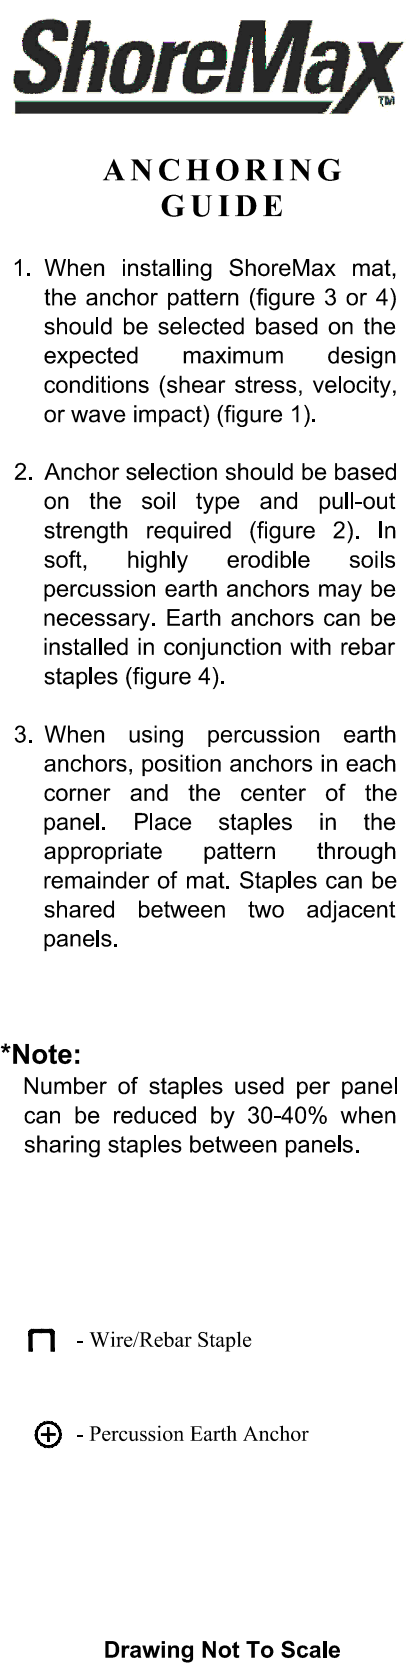 ShoreMax™
ANCHORING
GUIDE
1. When installing ShoreMax mat,
the anchor pattern (figure 3 or 4)
should be selected based on the
expected maximum design
conditions (shear stress, velocity,
or wave impact) (figure 1).
2. Anchor selection should be based
on the soil type and pull-out
strength required (figure 2). In
soft, highly erodible soils
percussion earth anchors may be
necessary. Earth anchors can be
installed in conjunction with rebar
staples (figure 4).
3. When using percussion earth
anchors, position anchors in each
corner and the center of the
panel. Place staples in the
appropriate pattern through
remainder of mat. Staples can be
shared between two adjacent
panels.
*Note:
Number of staples used per panel
can be reduced by 30-40% when
sharing staples between panels.
- Wire/Rebar Staple
- Percussion Earth Anchor
Drawing Not To Scale